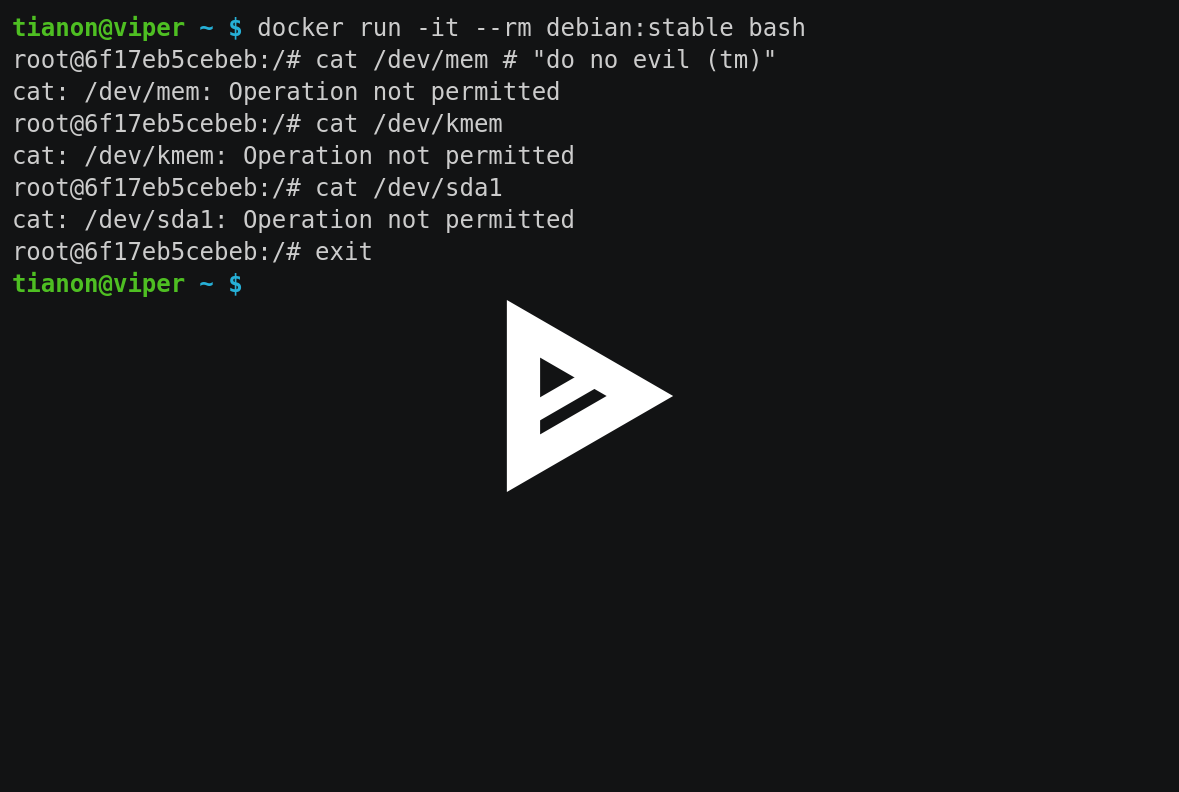 tianon@viper ~ $ docker run -it --rm debian:stable bash
root@6f17eb5cebeb:/# cat /dev/mem # "do no evil (tm)"
cat: /dev/mem: Operation not permitted
root@6f17eb5cebeb:/# cat /dev/kmem
cat: /dev/kmem: Operation not permitted
root@6f17eb5cebeb:/# cat /dev/sda1
cat: /dev/sda1: Operation not permitted
root@6f17eb5cebeb:/# exit
tianon@viper ~ $